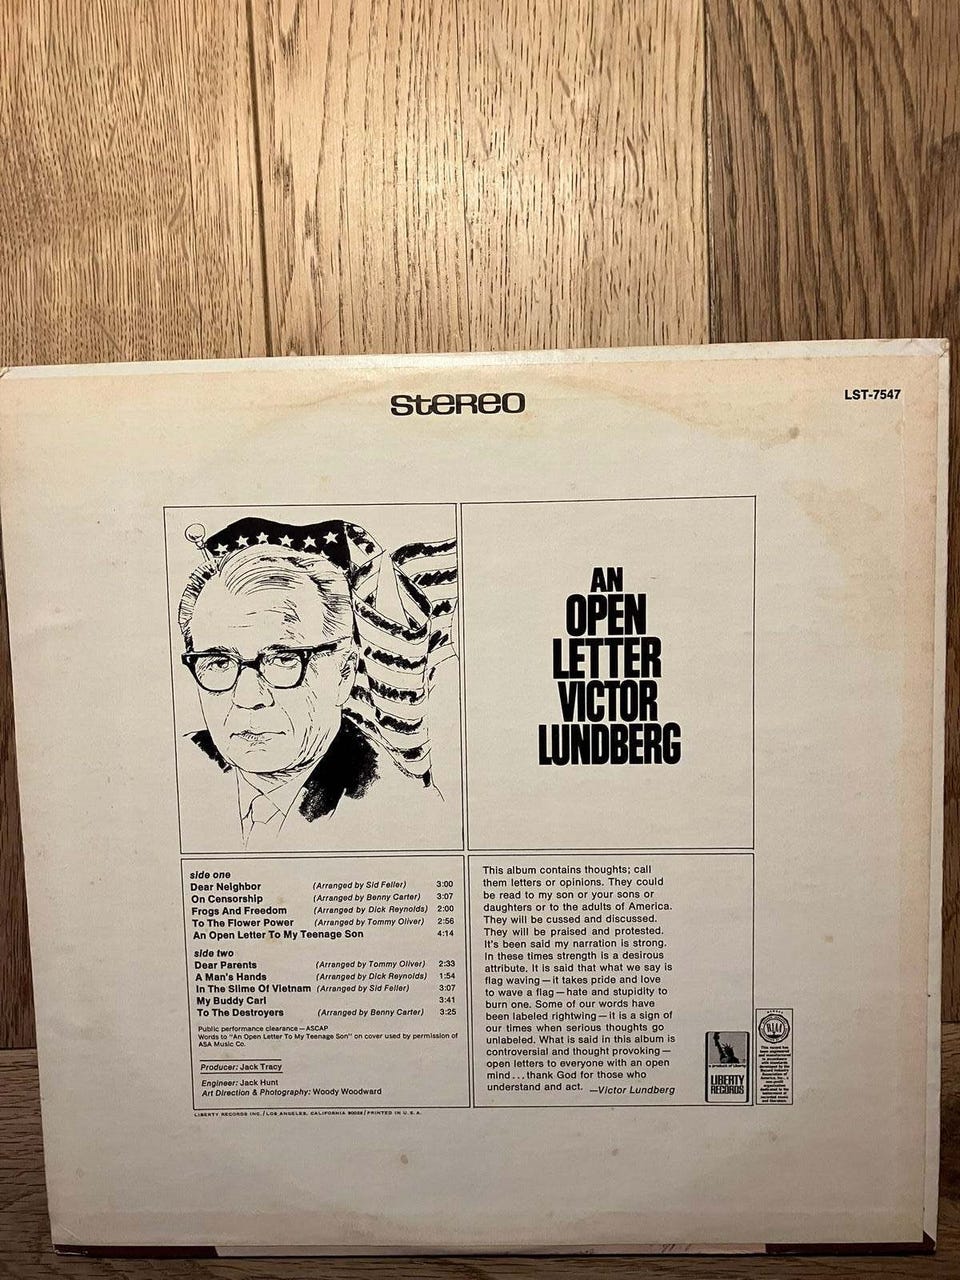 STEREO
LST-7547
AN
OPEN
LETTER
VICTOR
LUNDBERG
side one
Dear Neighbor (Arranged by Sid Feller) 3:00
On Censorship (Arranged by Benny Carter) 3:07
Frogs And Freedom (Arranged by Dick Reynolds) 2:00
To The Flower Power (Arranged by Tommy Oliver) 2:56
An Open Letter To My Teenage Son 4:14
side two
Dear Parents (Arranged by Tommy Oliver) 2:33
A Man's Hands (Arranged by Dick Reynolds) 1:54
In The Slime Of Vietnam (Arranged by Sid Feller) 3:07
My Buddy Carl 3:41
To The Destroyers (Arranged by Benny Carter) 3:25
Public performance clearance—ASCAP
Words to "An Open Letter To My Teenage Son" on cover used by permission of
ASA Music Co.
Producer: Jack Tracy
Engineer: Jack Hunt
Art Direction & Photography: Woody Woodward
LIBERTY RECORDS INC./LOS ANGELES, CALIFORNIA 90028/PRINTED IN U.S.A.
This album contains thoughts; call
them letters or opinions. They could
be read to my son or your sons or
daughters or to the adults of America.
They will be cussed and discussed.
They will be praised and protested.
It's been said my narration is strong.
In these times strength is a desirous
attribute. It is said that what we say is
flag waving—it takes pride and love
to wave a flag—hate and stupidity to
burn one. Some of our words have
been labeled rightwing—it is a sign of
our times when serious thoughts go
unlabeled. What is said in this album is
controversial and thought provoking—
open letters to everyone with an open
mind...thank God for those who
understand and act. —Victor Lundberg
LIBERTY
RECORDS
RIAA